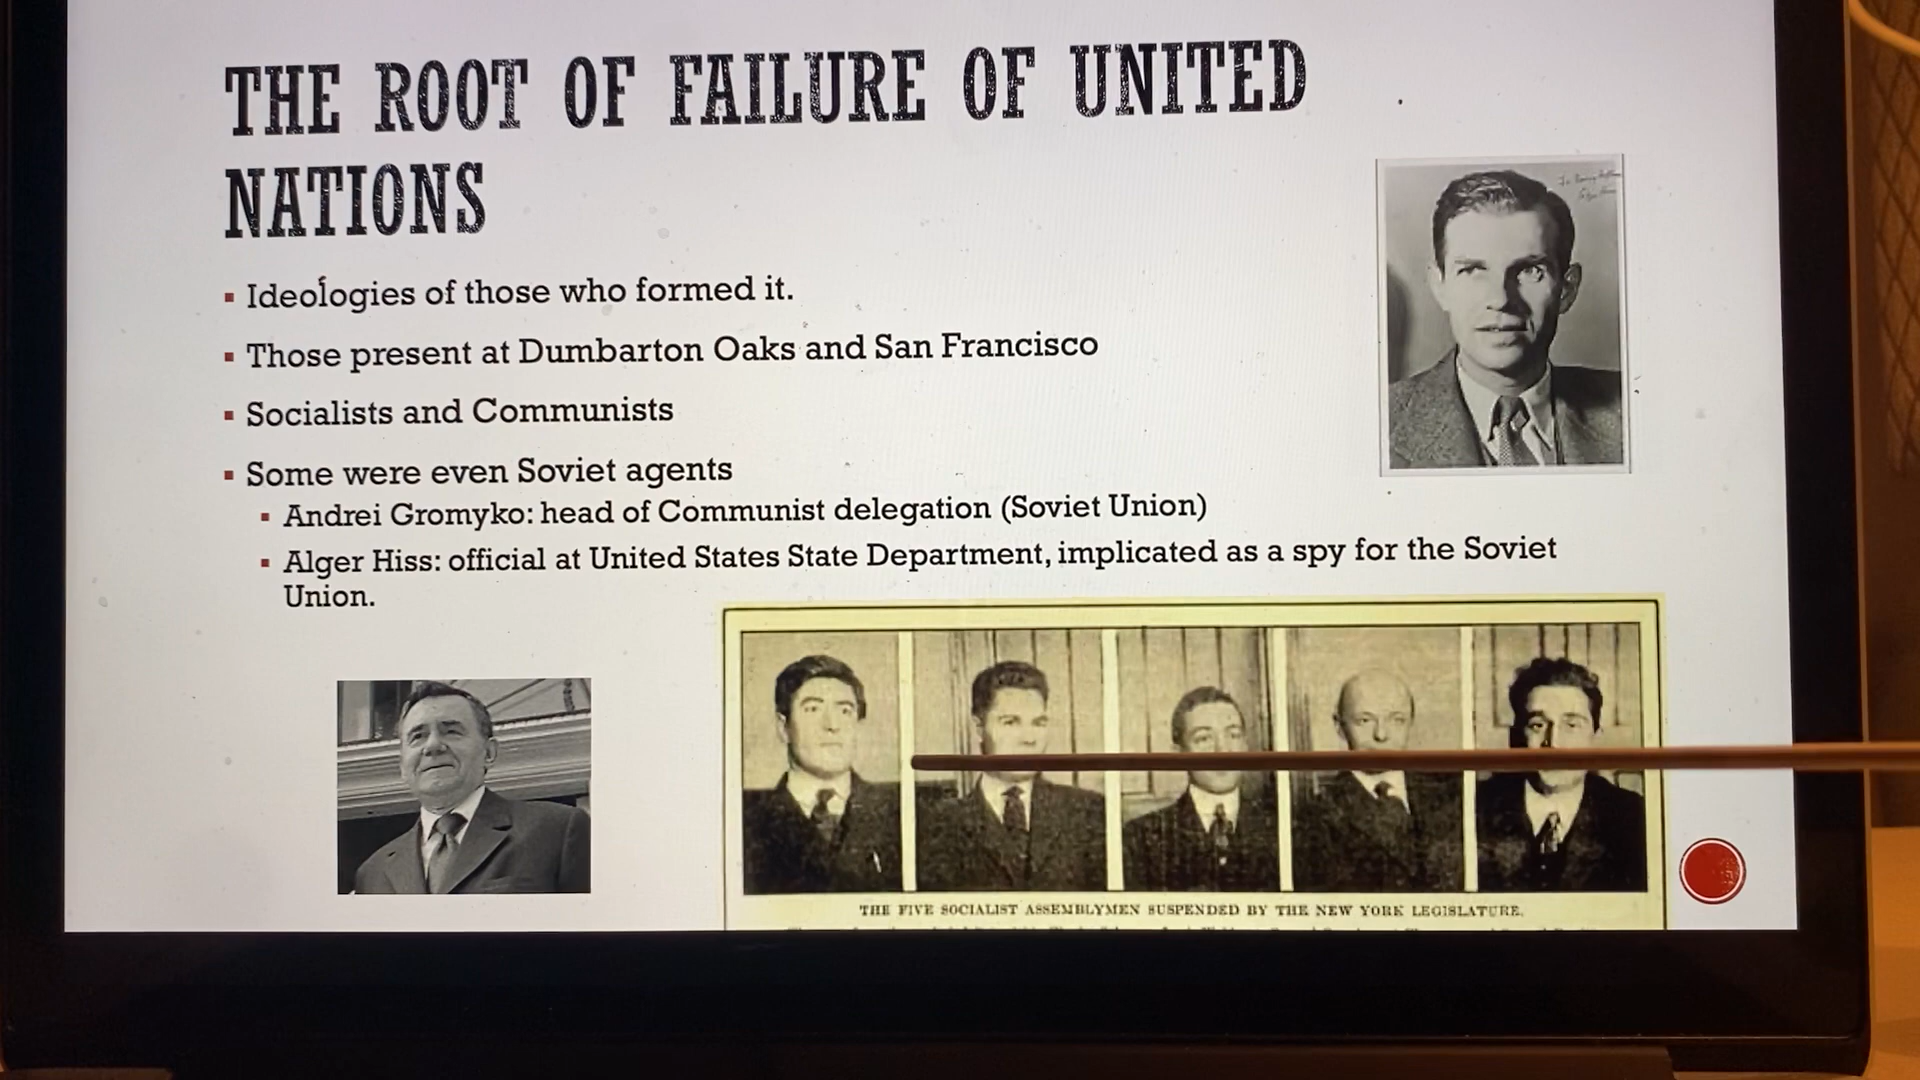 THE ROOT OF FAILURE OF UNITED
NATIONS
Ideologies of those who formed it.
Those present at Dumbarton Oaks and San Francisco
Socialists and Communists
Some were even Soviet agents
Andrei Gromyko: head of Communist delegation (Soviet Union)
Alger Hiss: official at United States State Department, implicated as a spy for the Soviet
Union.
THE FIVE SOCIALIST ASSEMBLYMEN SUSPENDED BY THE NEW YORK LEGISLATURE.